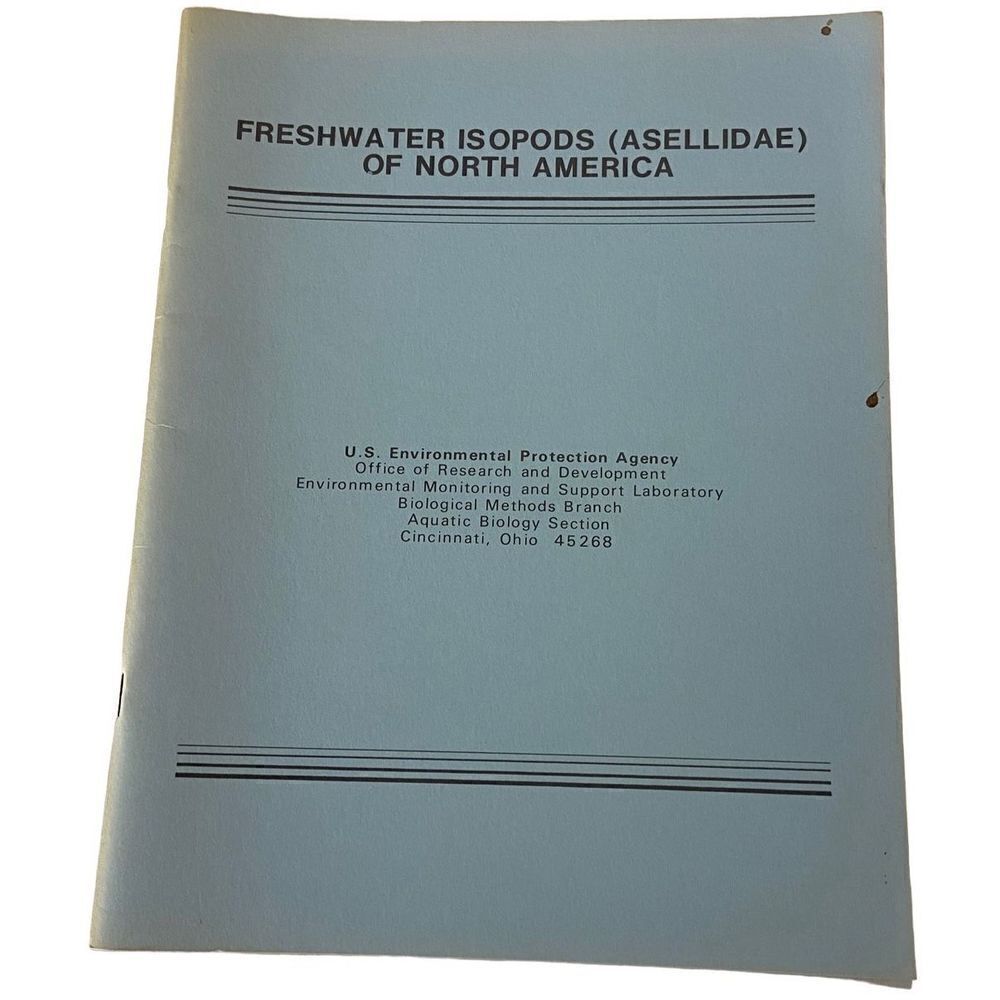 FRESHWATER ISOPODS (ASELLIDAE)
OF NORTH AMERICA
U.S. Environmental Protection Agency
Office of Research and Development
Environmental Monitoring and Support Laboratory
Biological Methods Branch
Aquatic Biology Section
Cincinnati, Ohio 45268